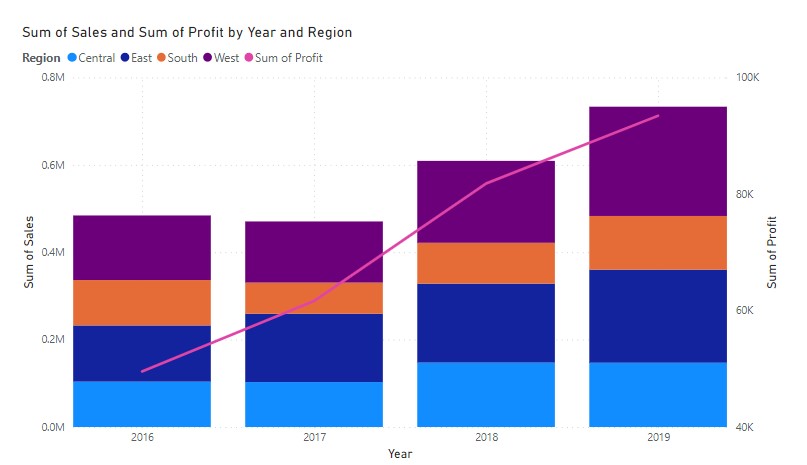 Sum of Sales and Sum of Profit by Year and Region
Region Central East South West Sum of Profit
0.8M 100K
0.6M
80K
0.4M
60K
0.2M
0.0M 40K
Sum of Sales
Sum of Profit
2016 2017 2018 2019
Year